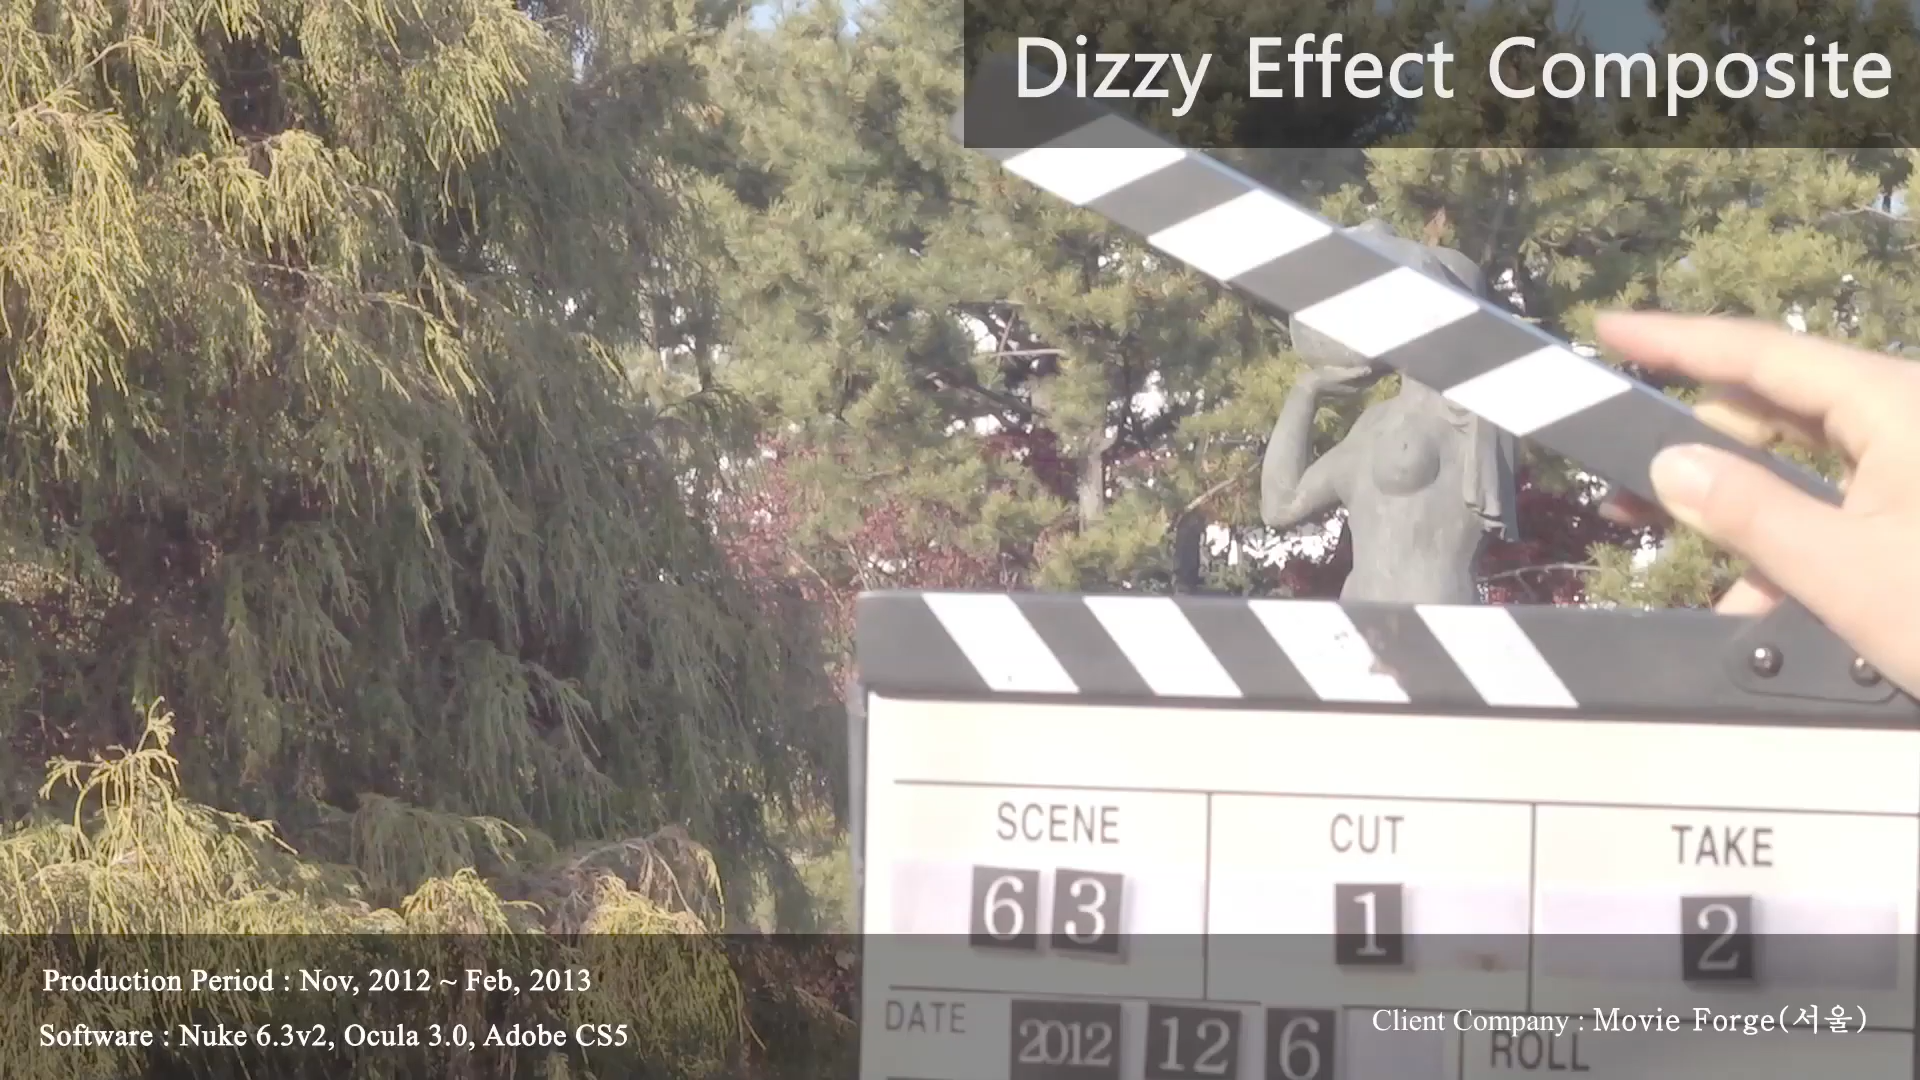 Dizzy Effect Composite
SCENE CUT TAKE
63 1 2
DATE 2012 12 6 ROLL
Production Period : Nov, 2012 ~ Feb, 2013
Software : Nuke 6.3v2, Ocula 3.0, Adobe CS5
Client Company : Movie Forge(서울)